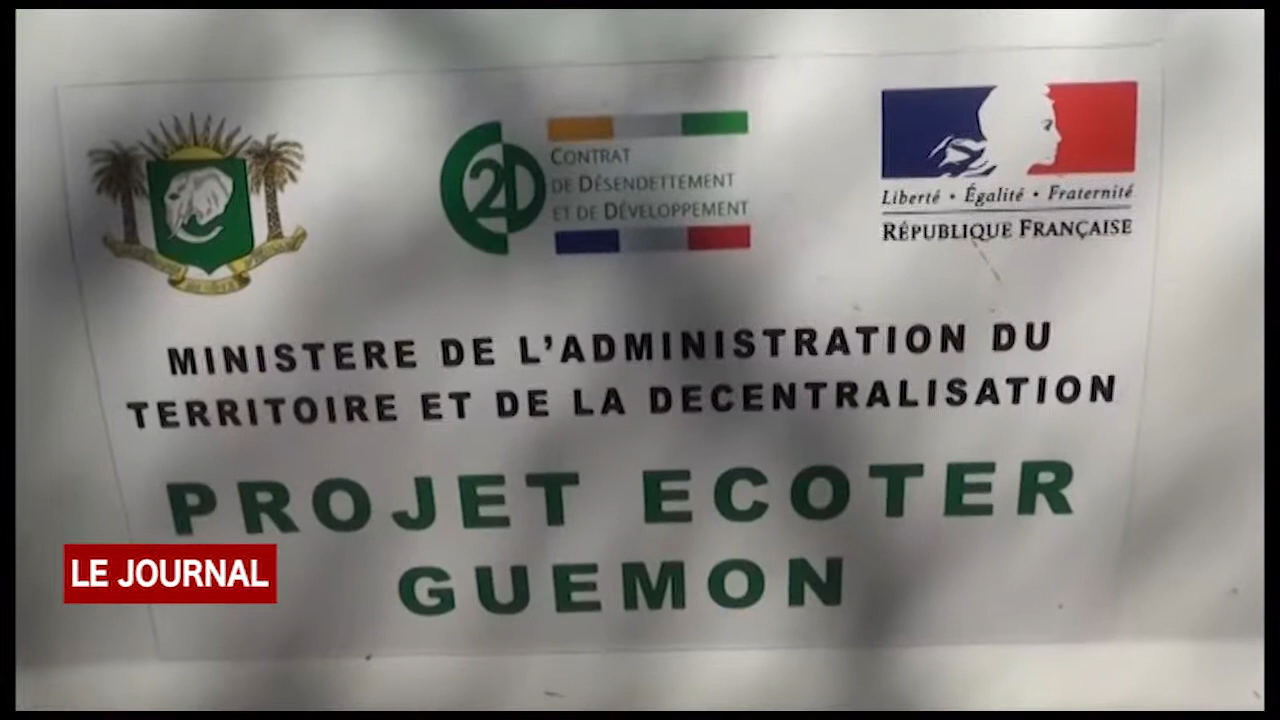 C2D
CONTRAT
DE DÉSENDETTEMENT
ET DE DÉVELOPPEMENT
Liberté • Égalité • Fraternité
RÉPUBLIQUE FRANÇAISE
MINISTERE DE L'ADMINISTRATION DU
TERRITOIRE ET DE LA DECENTRALISATION
PROJET ECOTER
GUEMON
LE JOURNAL